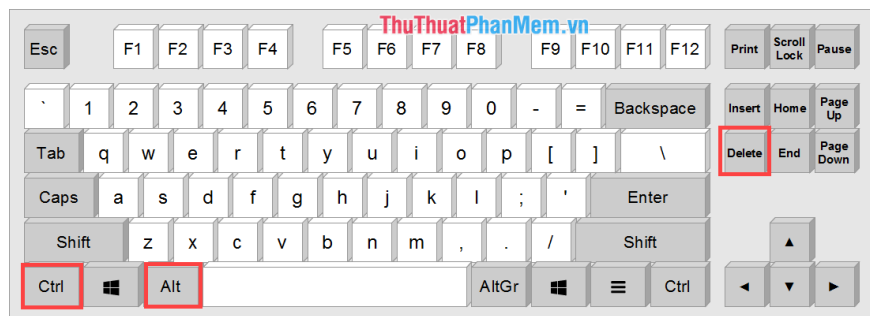 ThuThuatPhanMem.vn
Esc F1 F2 F3 F4 F5 F6 F7 F8 F9 F10 F11 F12 Print Scroll Lock Pause
` 1 2 3 4 5 6 7 8 9 0 - = Backspace Insert Home Page Up
Tab q w e r t y u i o p [ ] \ Delete End Page Down
Caps a s d f g h j k l ; ' Enter
Shift z x c v b n m , . / Shift ▲
Ctrl Alt AltGr ☰ Ctrl ◄ ▼ ►